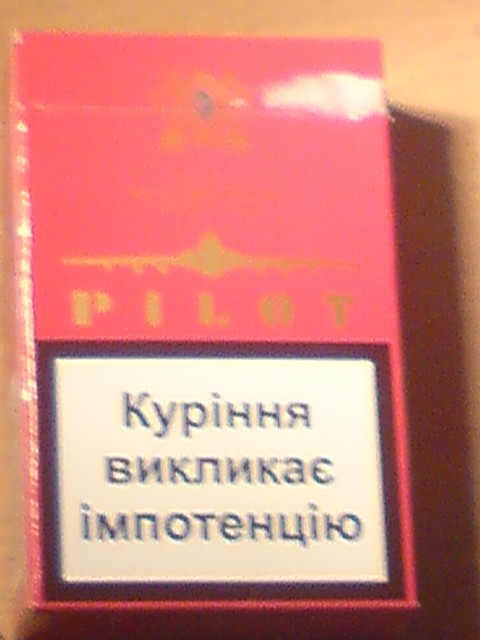 PILOT
Куріння
викликає
імпотенцію